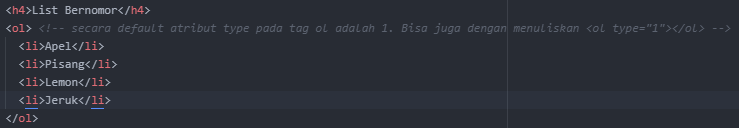 <h4>List Bernomor</h4>
<ol> <!-- secara default atribut type pada tag ol adalah 1. Bisa juga dengan menuliskan <ol type="1"></ol> -->
<li>Apel</li>
<li>Pisang</li>
<li>Lemon</li>
<li>Jeruk</li>
</ol>